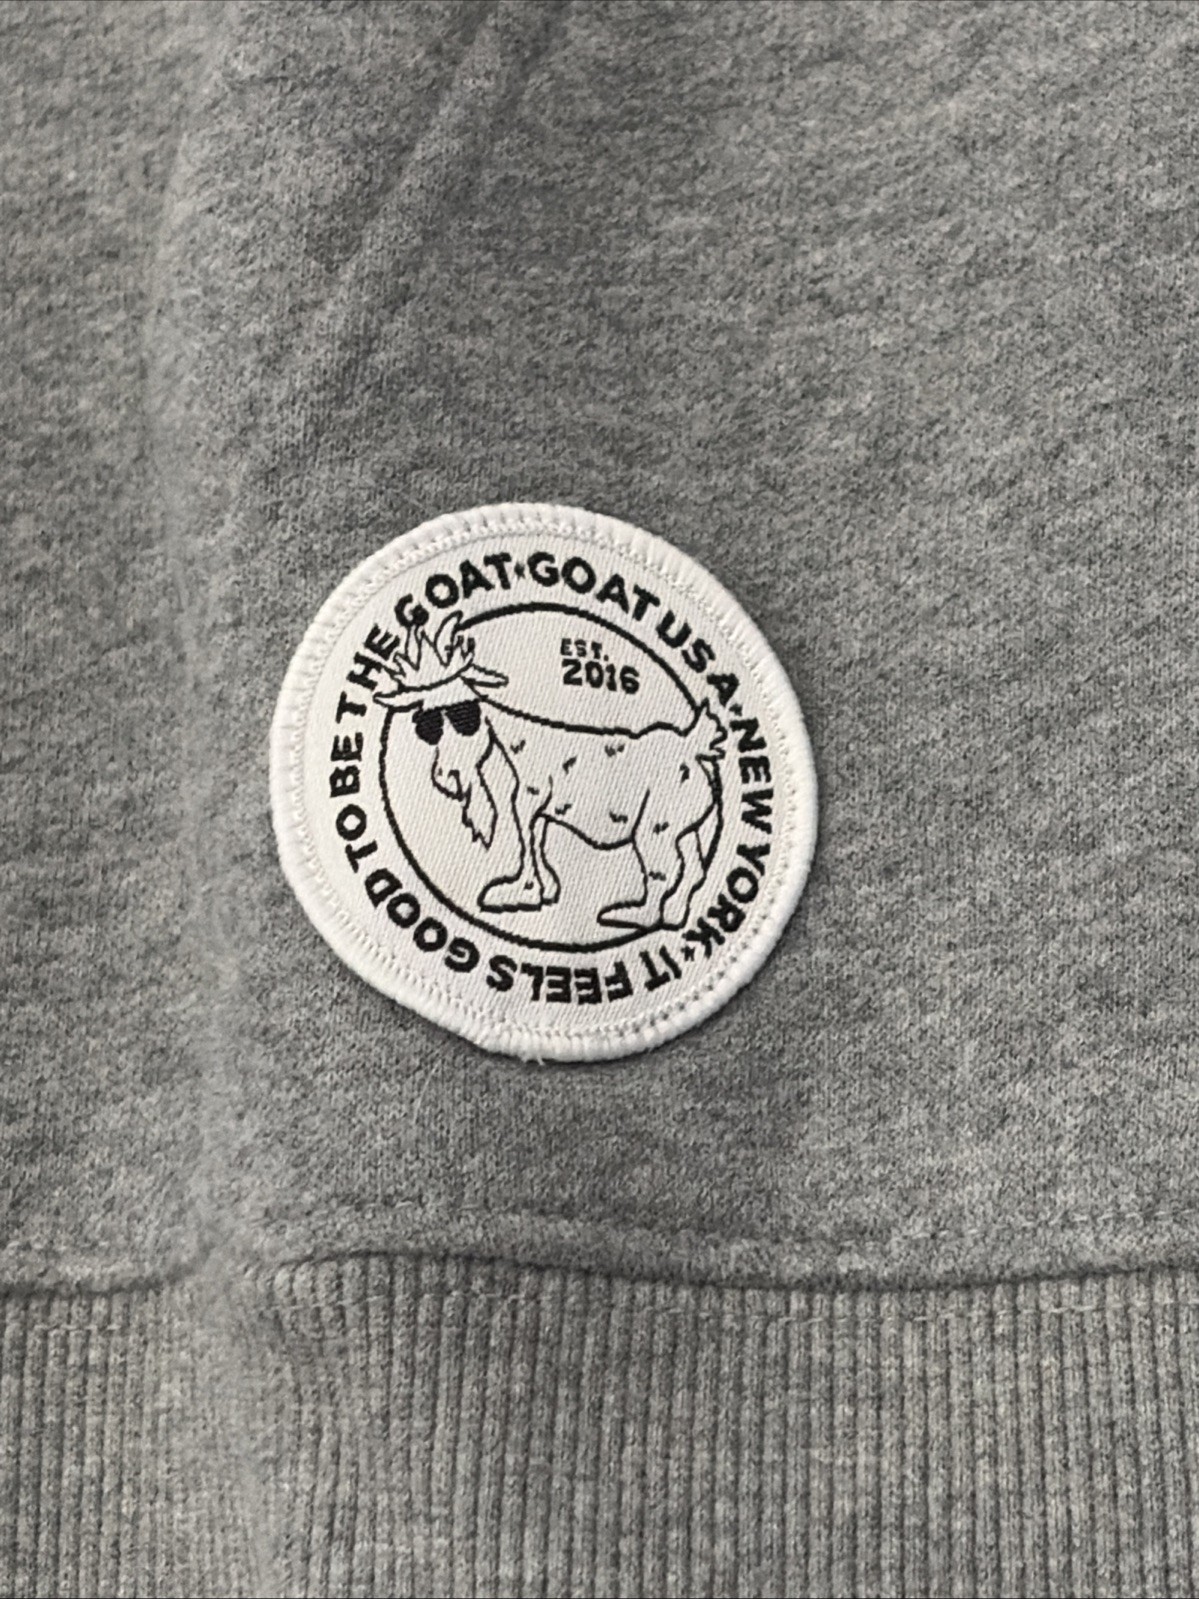 GOAT USA★NEW YORK★IT FEELS GOOD TO BE THE GOAT★
EST.
2016